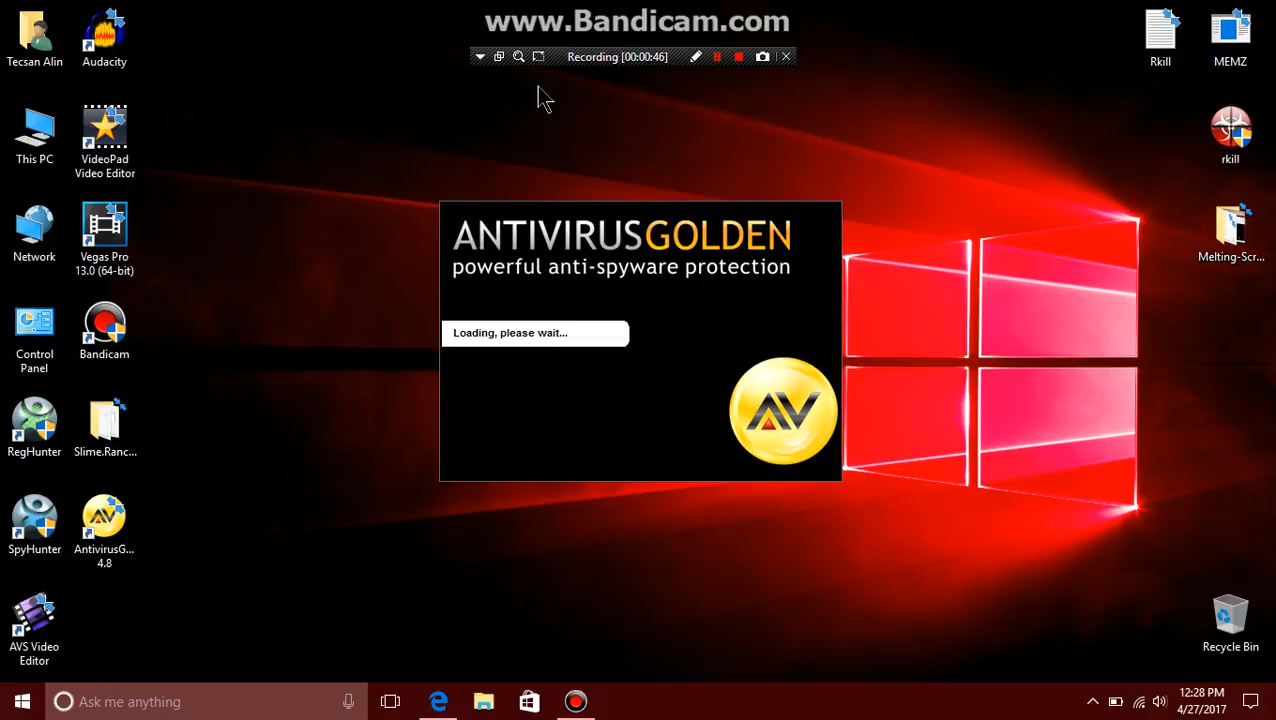 www.Bandicam.com
Recording [00:00:46]
Tecsan Alin
Audacity
Rkill
MEMZ
This PC
VideoPad
Video Editor
rkill
Network
Vegas Pro
13.0 (64-bit)
Melting-Scr...
ANTIVIRUSGOLDEN
powerful anti-spyware protection
Loading, please wait...
AV
Control
Panel
Bandicam
RegHunter
Slime.Ranc...
SpyHunter
AntivirusG...
4.8
AVS Video
Editor
Recycle Bin
Ask me anything
12:28 PM
4/27/2017